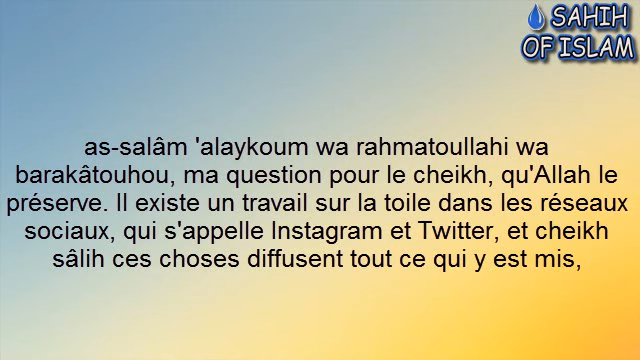 SAHIH
OF ISLAM
as-salâm 'alaykoum wa rahmatoullahi wa
barakâtouhou, ma question pour le cheikh, qu'Allah le
préserve. Il existe un travail sur la toile dans les réseaux
sociaux, qui s'appelle Instagram et Twitter, et cheikh
sâlih ces choses diffusent tout ce qui y est mis,